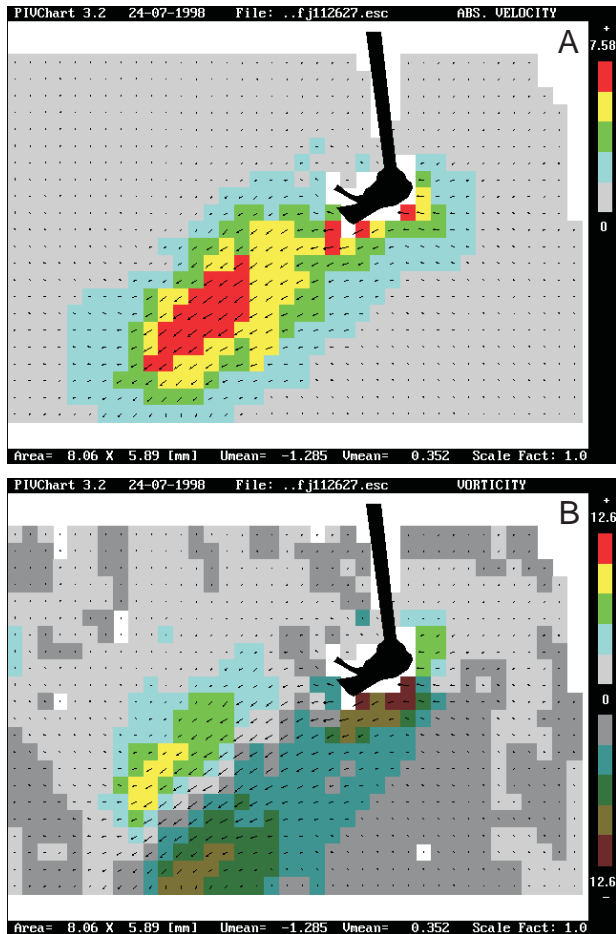 PIVChart 3.2 24-07-1998 File: ..fj112627.esc ABS. VELOCITY
A
+
7.58
0
Area= 8.06 X 5.89 [mm] Umean= -1.285 Vmean= 0.352 Scale Fact: 1.0
PIVChart 3.2 24-07-1998 File: ..fj112627.esc VORTICITY
B
+
12.6
0
12.6
–
Area= 8.06 X 5.89 [mm] Umean= -1.285 Vmean= 0.352 Scale Fact: 1.0